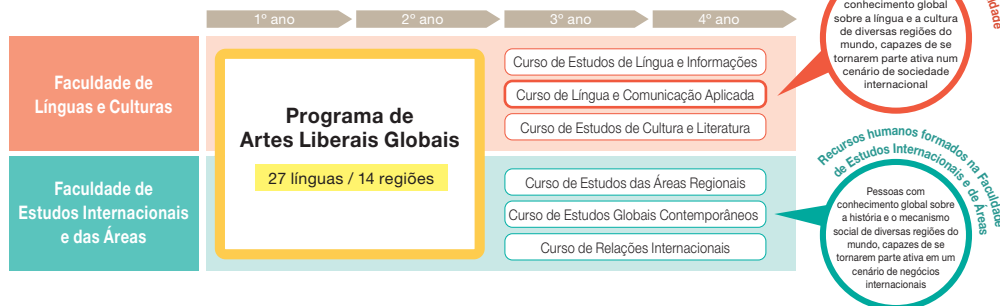 1º ano
2º ano
3º ano
4º ano
Faculdade de
Línguas e Culturas
Programa de
Artes Liberais Globais
27 línguas / 14 regiões
Curso de Estudos de Língua e Informações
Curso de Língua e Comunicação Aplicada
Curso de Estudos de Cultura e Literatura
conhecimento global
sobre a língua e a cultura
de diversas regiões do
mundo, capazes de se
tornarem parte ativa num
cenário de sociedade
internacional
Faculdade de
Estudos Internacionais
e das Áreas
Curso de Estudos das Áreas Regionais
Curso de Estudos Globais Contemporâneos
Curso de Relações Internacionais
Recursos humanos formados na Faculdade
de Estudos Internacionais e de Áreas
Pessoas com
conhecimento global sobre
a história e o mecanismo
social de diversas regiões do
mundo, capazes de se
tornarem parte ativa em um
cenário de negócios
internacionais